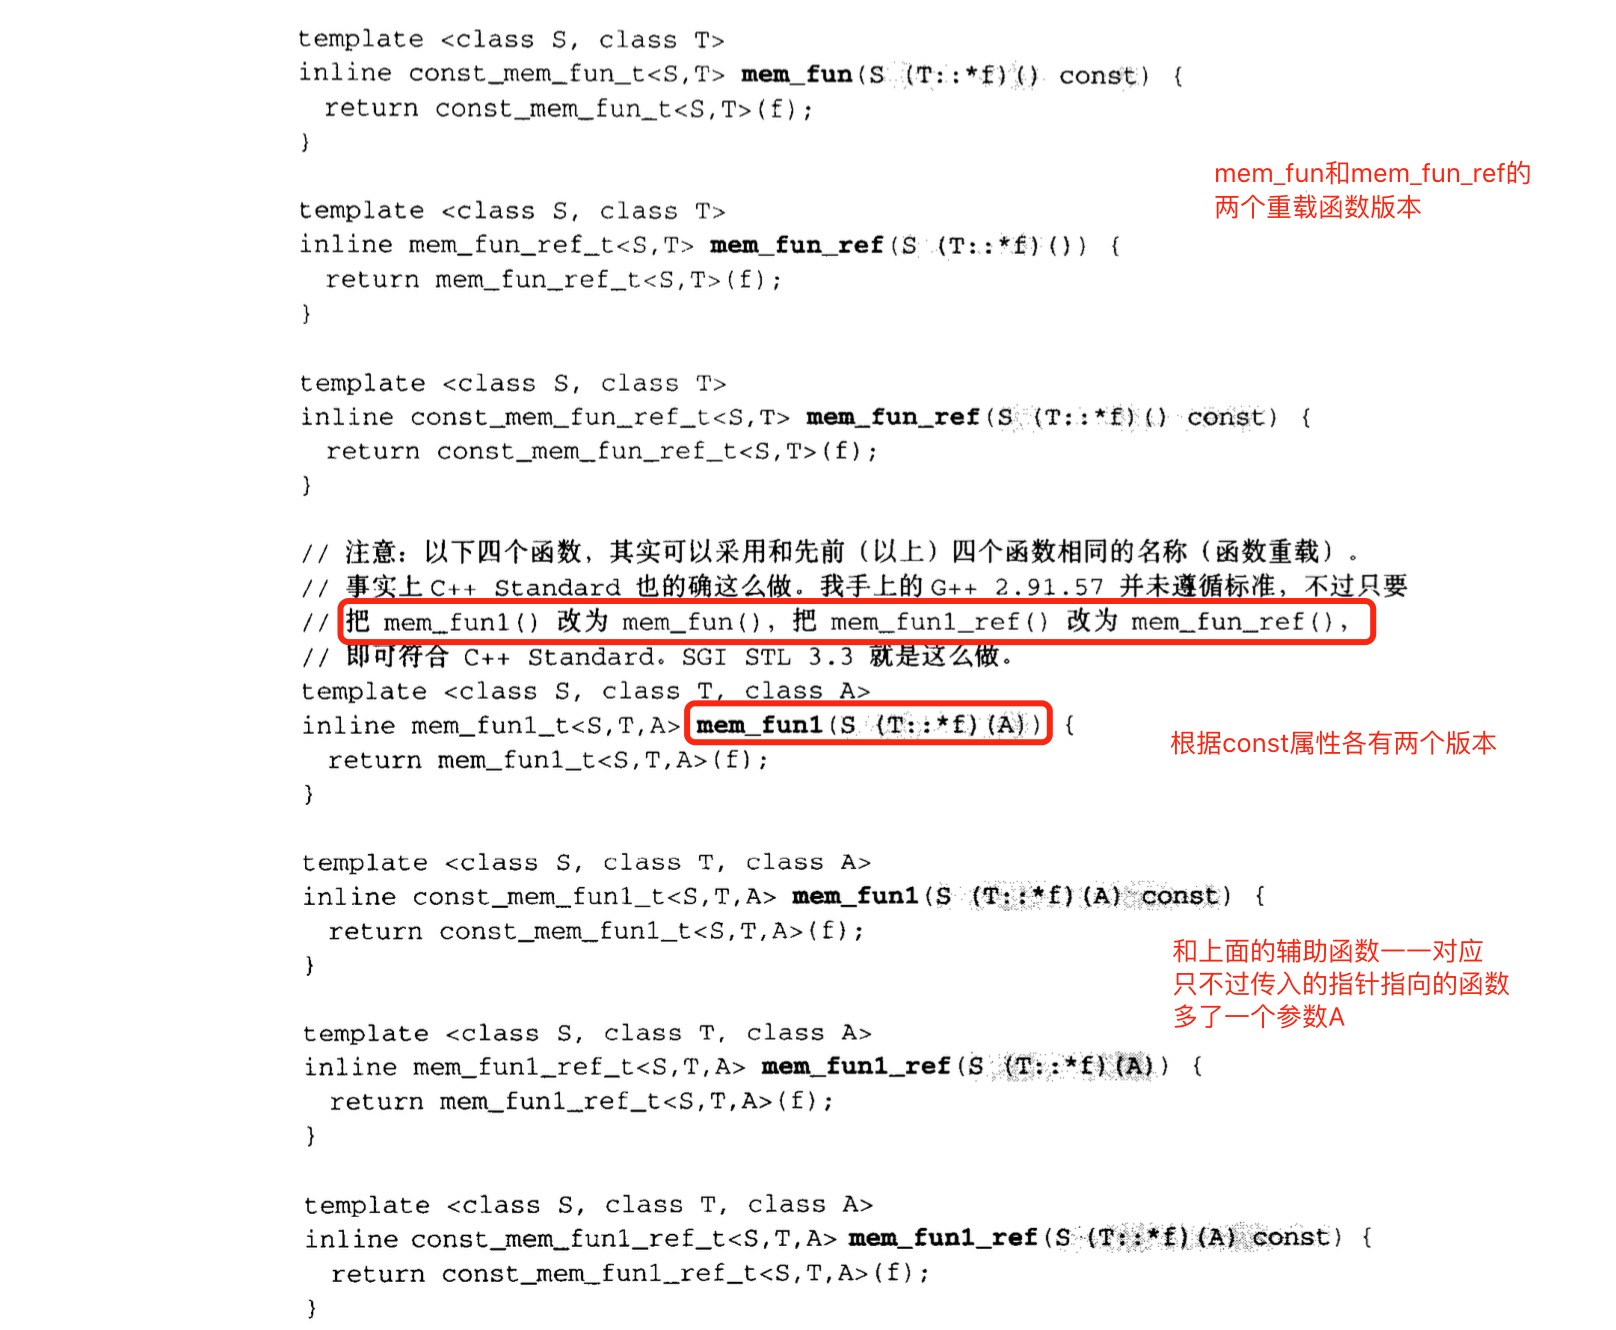 template <class S, class T>
inline const_mem_fun_t<S,T> mem_fun(S (T::*f)() const) {
return const_mem_fun_t<S,T>(f);
}
mem_fun和mem_fun_ref的
两个重载函数版本
template <class S, class T>
inline mem_fun_ref_t<S,T> mem_fun_ref(S (T::*f)()) {
return mem_fun_ref_t<S,T>(f);
}
template <class S, class T>
inline const_mem_fun_ref_t<S,T> mem_fun_ref(S (T::*f)() const) {
return const_mem_fun_ref_t<S,T>(f);
}
// 注意：以下四个函数，其实可以采用和先前（以上）四个函数相同的名称（函数重载）。
// 事实上 C++ Standard 也的确这么做。我手上的 G++ 2.91.57 并未遵循标准，不过只要
// 把 mem_fun1() 改为 mem_fun()，把 mem_fun1_ref() 改为 mem_fun_ref()，
// 即可符合 C++ Standard。SGI STL 3.3 就是这么做。
template <class S, class T, class A>
inline mem_fun1_t<S,T,A> mem_fun1(S (T::*f)(A)) {
return mem_fun1_t<S,T,A>(f);
}
根据const属性各有两个版本
template <class S, class T, class A>
inline const_mem_fun1_t<S,T,A> mem_fun1(S (T::*f)(A) const) {
return const_mem_fun1_t<S,T,A>(f);
}
和上面的辅助函数一一对应
只不过传入的指针指向的函数
多了一个参数A
template <class S, class T, class A>
inline mem_fun1_ref_t<S,T,A> mem_fun1_ref(S (T::*f)(A)) {
return mem_fun1_ref_t<S,T,A>(f);
}
template <class S, class T, class A>
inline const_mem_fun1_ref_t<S,T,A> mem_fun1_ref(S (T::*f)(A) const) {
return const_mem_fun1_ref_t<S,T,A>(f);
}